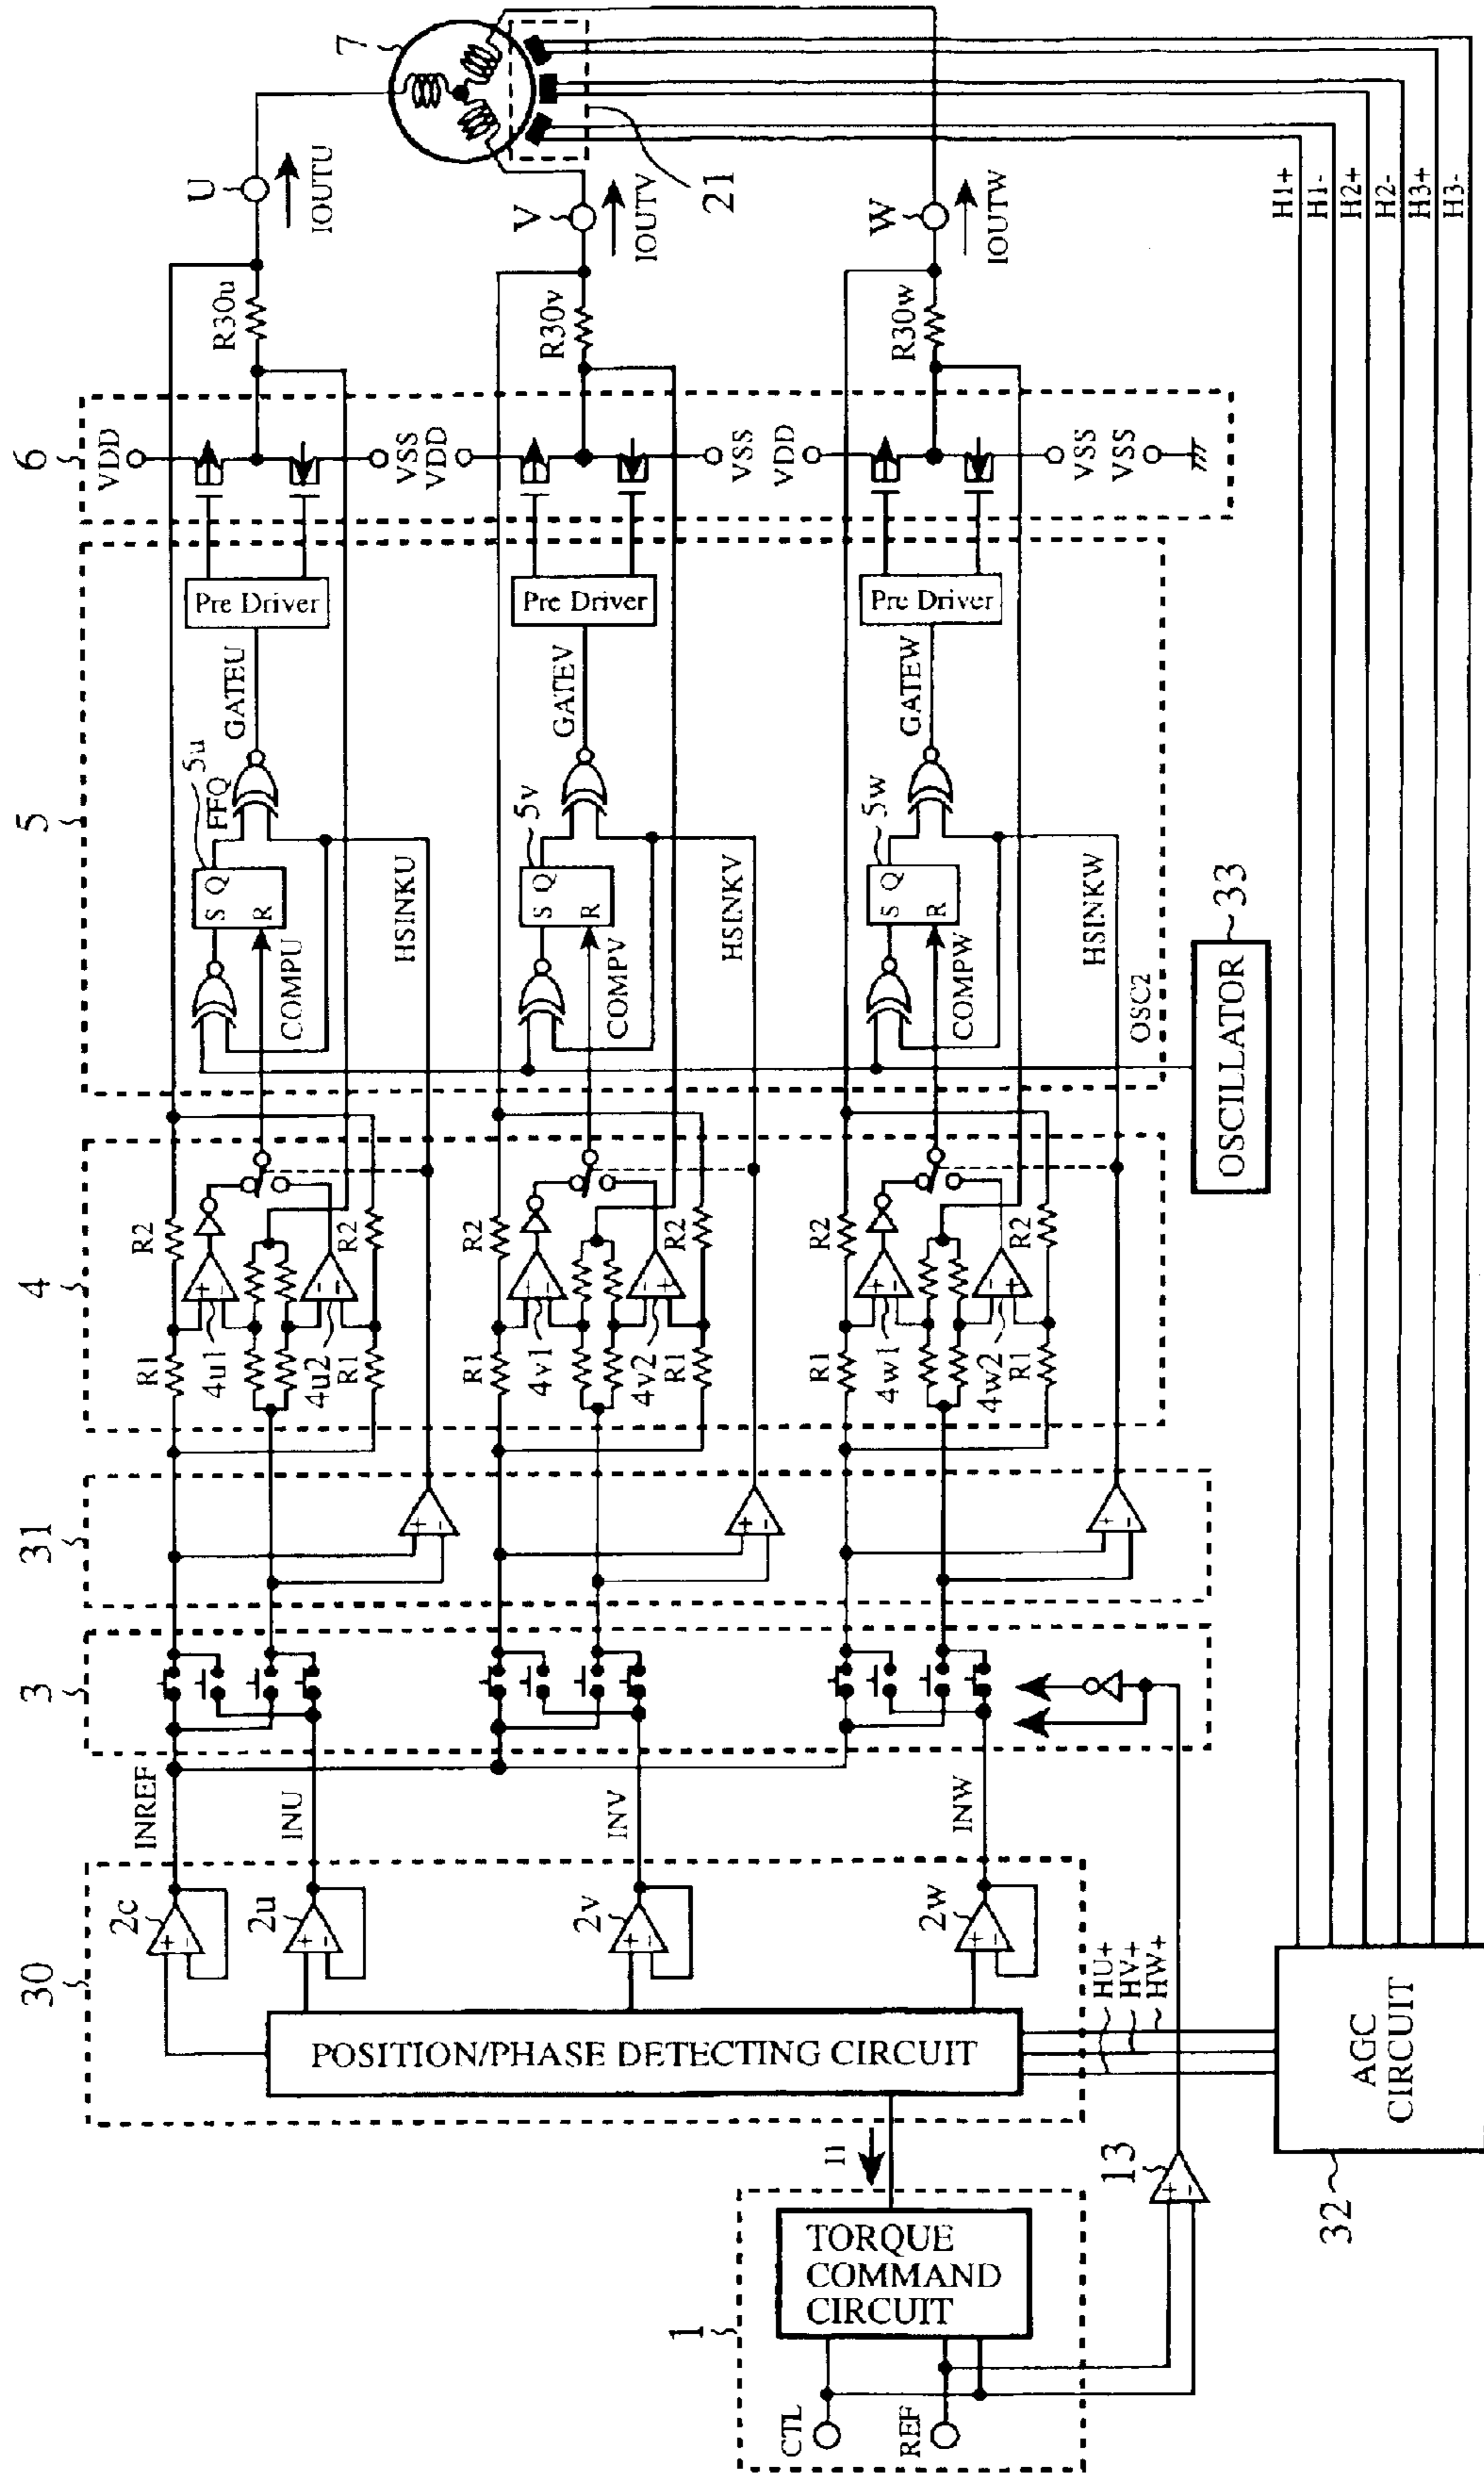 1
CTL
REF
TORQUE
COMMAND
CIRCUIT
I1
13
+
-
30
POSITION/PHASE DETECTING CIRCUIT
2c
+
-
2u
+
-
2v
+
-
2w
+
-
HU+
HV+
HW+
32
AGC
CIRCUIT
INREF
INU
INV
INW
3
31
+
-
+
-
+
-
4
R1
R2
4u1
+
-
4u2
-
+
R1
R2
R1
R2
4v1
+
-
4v2
-
+
R1
R2
R1
R2
4w1
+
-
4w2
-
+
R1
R2
5
COMPU
S Q
R
FFQ
5u
GATEU
Pre Driver
HSINKU
COMPV
S Q
R
5v
GATEV
Pre Driver
HSINKV
COMPW
S Q
R
5w
GATEW
Pre Driver
HSINKW
OSC2
OSCILLATOR
33
6
VDD
VSS
VDD
VSS
VDD
VSS
VSS
R30u
R30v
R30w
U
IOUTU
V
IOUTV
W
IOUTW
7
21
H1+
H1-
H2+
H2-
H3+
H3-